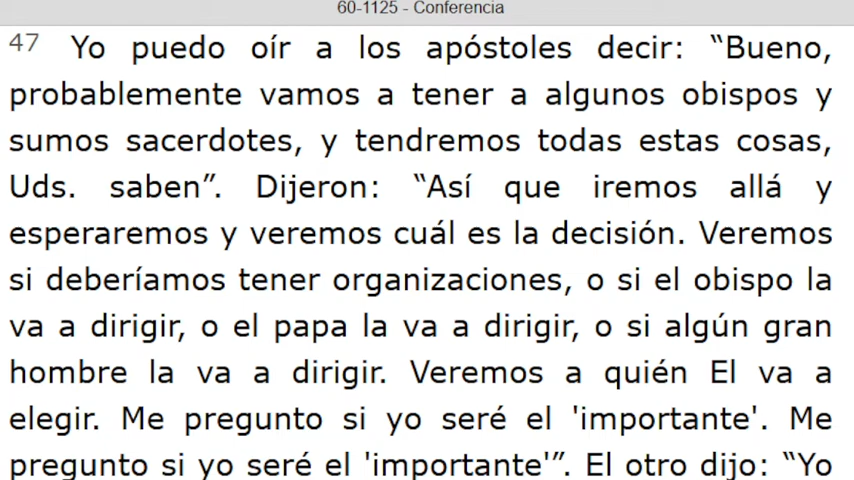 60-1125 - Conferencia
47 Yo puedo oír a los apóstoles decir: “Bueno,
probablemente vamos a tener a algunos obispos y
sumos sacerdotes, y tendremos todas estas cosas,
Uds. saben”. Dijeron: “Así que iremos allá y
esperaremos y veremos cuál es la decisión. Veremos
si deberíamos tener organizaciones, o si el obispo la
va a dirigir, o el papa la va a dirigir, o si algún gran
hombre la va a dirigir. Veremos a quién El va a
elegir. Me pregunto si yo seré el 'importante'. Me
pregunto si yo seré el 'importante'”. El otro dijo: “Yo